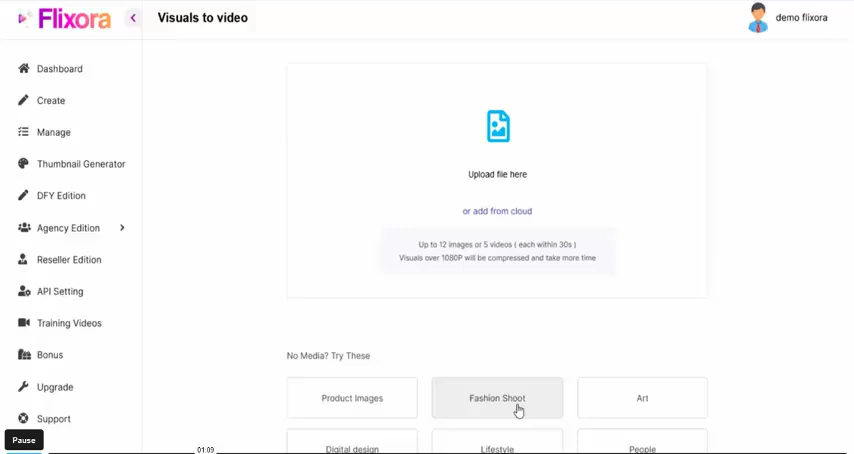 Flixora
Visuals to video
demo flixora
Dashboard
Create
Manage
Thumbnail Generator
DFY Edition
Agency Edition
Reseller Edition
API Setting
Training Videos
Bonus
Upgrade
Support
Upload file here
or add from cloud
Up to 12 images or 5 videos ( each within 30s )
Visuals over 1080P will be compressed and take more time
No Media? Try These
Product Images
Fashion Shoot
Art
Digital design
Lifestyle
People
Pause
01:09